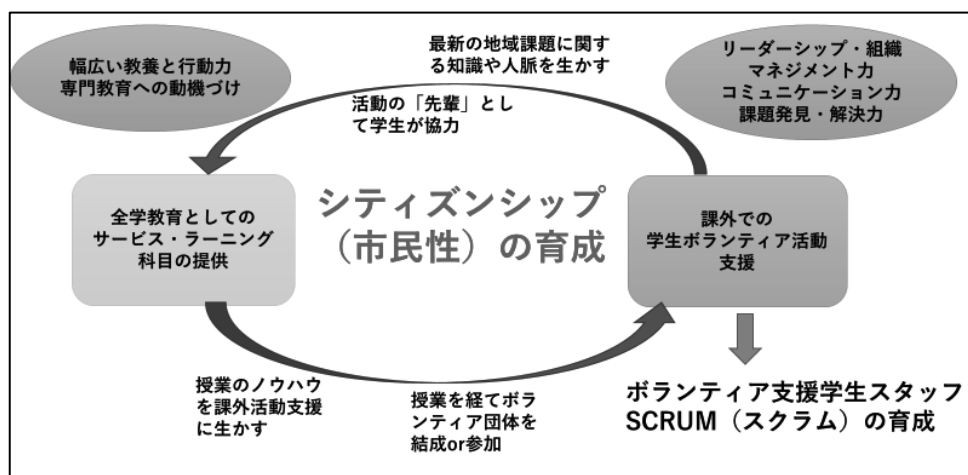 幅広い教養と行動力
専門教育への動機づけ
最新の地域課題に関す
る知識や人脈を生かす
活動の「先輩」とし
て学生が協力
リーダーシップ・組織
マネジメント力
コミュニケーション力
課題発見・解決力
全学教育としての
サービス・ラーニング
科目の提供
シティズンシップ
（市民性）の育成
課外での
学生ボランティア活動
支援
授業のノウハウ
を課外活動支援
に生かす
授業を経てボラ
ンティア団体を
結成or参加
ボランティア支援学生スタッフ
SCRUM（スクラム）の育成